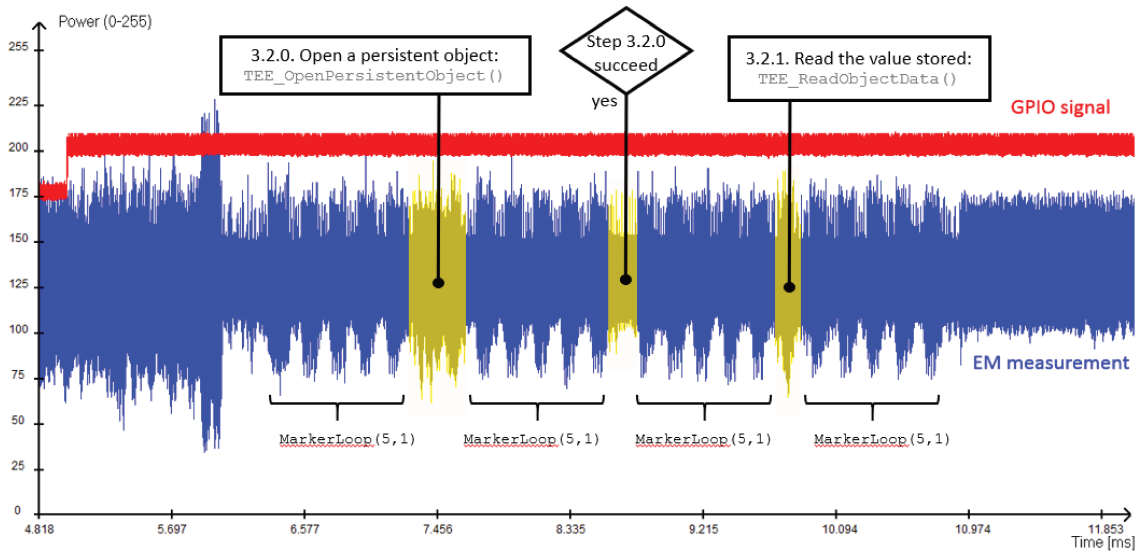 Power (0-255)
255
225
200
175
150
125
100
75
50
25
0
3.2.0. Open a persistent object:
TEE_OpenPersistentObject()
Step 3.2.0
succeed
yes
3.2.1. Read the value stored:
TEE_ReadObjectData()
GPIO signal
EM measurement
MarkerLoop(5,1)
MarkerLoop(5,1)
MarkerLoop(5,1)
MarkerLoop(5,1)
4.818
5.697
6.577
7.456
8.335
9.215
10.094
10.974
11.853
Time [ms]